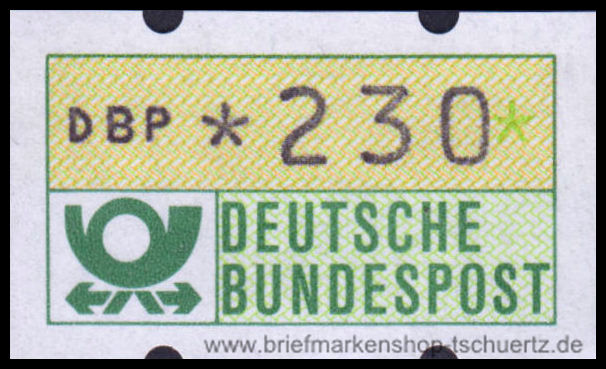 DBP *230*
DEUTSCHE
BUNDESPOST
www.briefmarkenshop-tschuertz.de